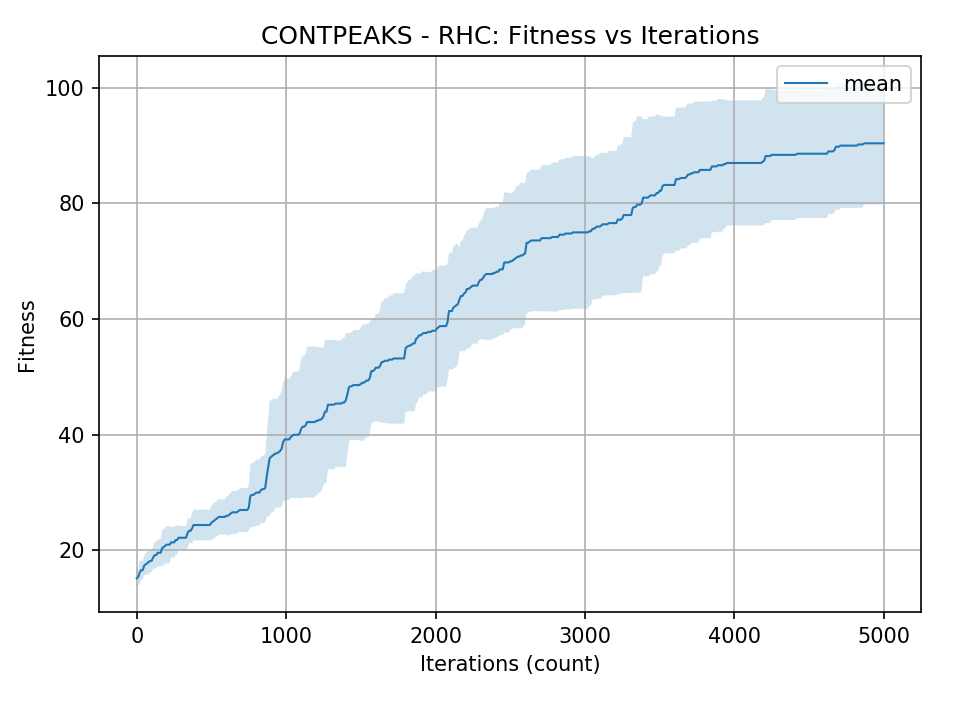 CONTPEAKS - RHC: Fitness vs Iterations
mean
100
80
60
40
20
Fitness
0 1000 2000 3000 4000 5000
Iterations (count)